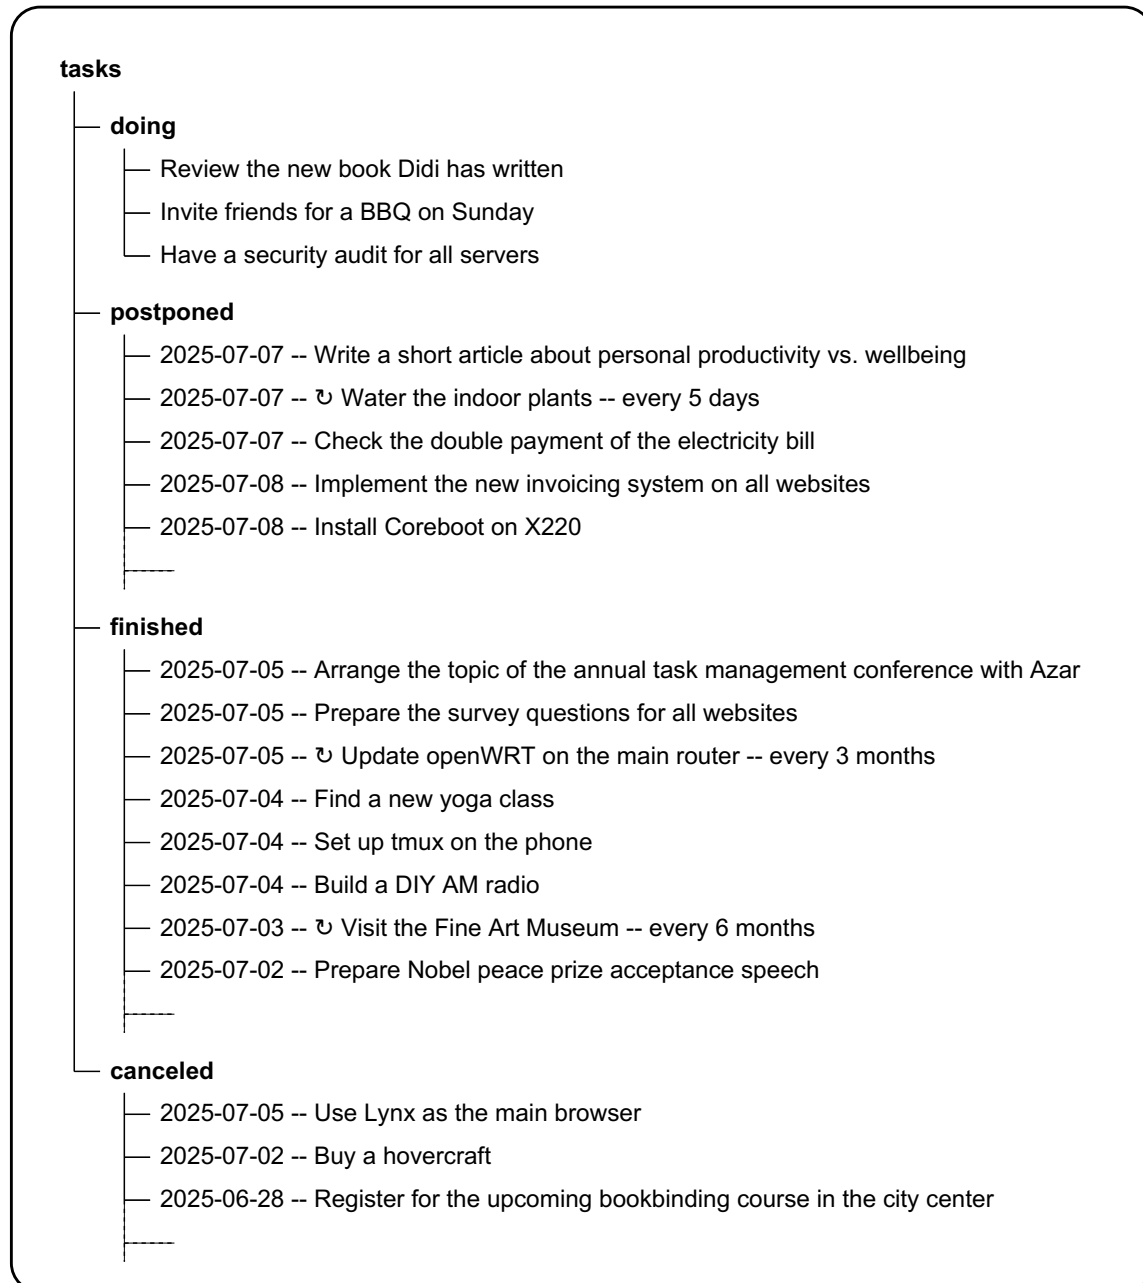 tasks
doing
Review the new book Didi has written
Invite friends for a BBQ on Sunday
Have a security audit for all servers
postponed
2025-07-07 -- Write a short article about personal productivity vs. wellbeing
2025-07-07 -- ↻ Water the indoor plants -- every 5 days
2025-07-07 -- Check the double payment of the electricity bill
2025-07-08 -- Implement the new invoicing system on all websites
2025-07-08 -- Install Coreboot on X220
finished
2025-07-05 -- Arrange the topic of the annual task management conference with Azar
2025-07-05 -- Prepare the survey questions for all websites
2025-07-05 -- ↻ Update openWRT on the main router -- every 3 months
2025-07-04 -- Find a new yoga class
2025-07-04 -- Set up tmux on the phone
2025-07-04 -- Build a DIY AM radio
2025-07-03 -- ↻ Visit the Fine Art Museum -- every 6 months
2025-07-02 -- Prepare Nobel peace prize acceptance speech
canceled
2025-07-05 -- Use Lynx as the main browser
2025-07-02 -- Buy a hovercraft
2025-06-28 -- Register for the upcoming bookbinding course in the city center